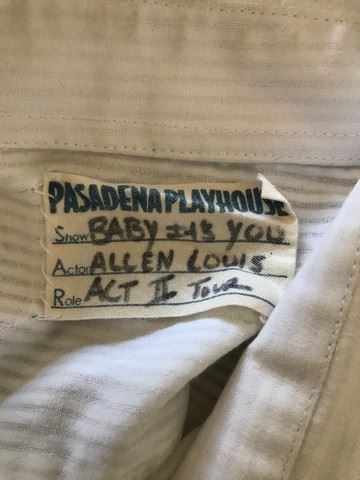 PASADENA PLAYHOUSE
Show BABY IT'S YOU
Actor ALLEN LOUIS
Role ACT II TOUR